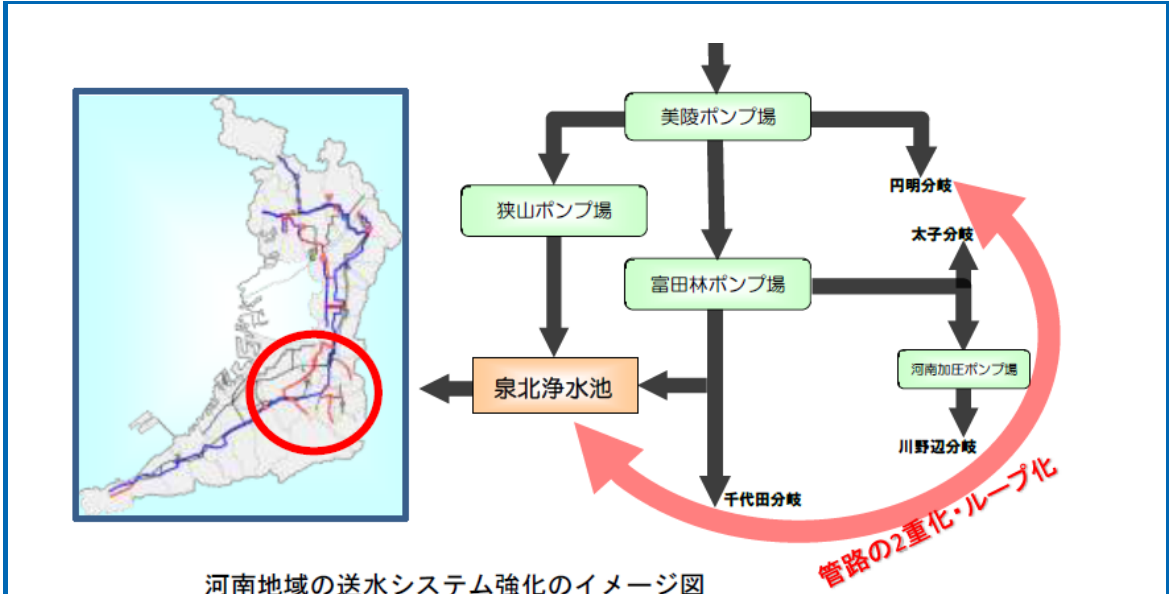 美陵ポンプ場
円明分岐
狭山ポンプ場
太子分岐
富田林ポンプ場
河南加圧ポンプ場
泉北浄水池
川野辺分岐
千代田分岐
管路の2重化・ループ化
河南地域の送水システム強化のイメージ図